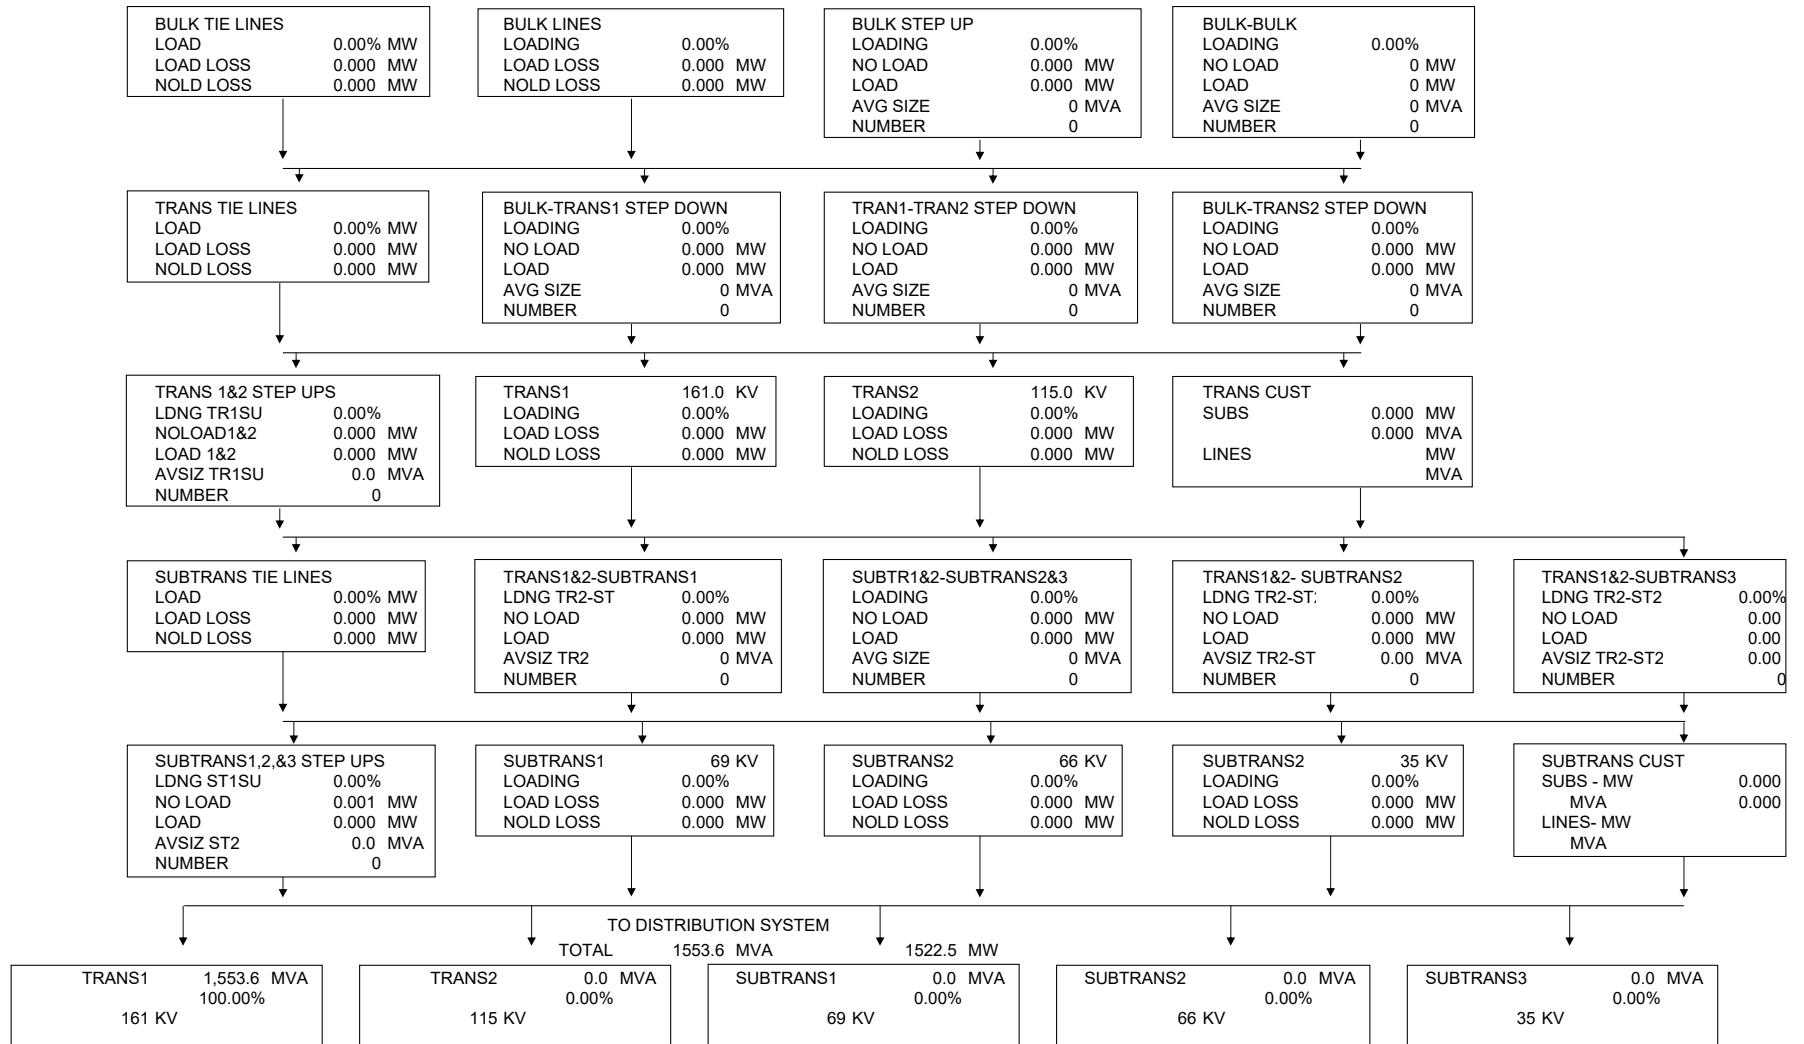 BULK TIE LINES
LOAD 0.00% MW
LOAD LOSS 0.000 MW
NOLD LOSS 0.000 MW
BULK LINES
LOADING 0.00%
LOAD LOSS 0.000 MW
NOLD LOSS 0.000 MW
BULK STEP UP
LOADING 0.00%
NO LOAD 0.000 MW
LOAD 0.000 MW
AVG SIZE 0 MVA
NUMBER 0
BULK-BULK
LOADING 0.00%
NO LOAD 0 MW
LOAD 0 MW
AVG SIZE 0 MVA
NUMBER 0
TRANS TIE LINES
LOAD 0.00% MW
LOAD LOSS 0.000 MW
NOLD LOSS 0.000 MW
BULK-TRANS1 STEP DOWN
LOADING 0.00%
NO LOAD 0.000 MW
LOAD 0.000 MW
AVG SIZE 0 MVA
NUMBER 0
TRAN1-TRAN2 STEP DOWN
LOADING 0.00%
NO LOAD 0.000 MW
LOAD 0.000 MW
AVG SIZE 0 MVA
NUMBER 0
BULK-TRANS2 STEP DOWN
LOADING 0.00%
NO LOAD 0.000 MW
LOAD 0.000 MW
AVG SIZE 0 MVA
NUMBER 0
TRANS 1&2 STEP UPS
LDNG TR1SU 0.00%
NOLOAD1&2 0.000 MW
LOAD 1&2 0.000 MW
AVSIZ TR1SU 0.0 MVA
NUMBER 0
TRANS1 161.0 KV
LOADING 0.00%
LOAD LOSS 0.000 MW
NOLD LOSS 0.000 MW
TRANS2 115.0 KV
LOADING 0.00%
LOAD LOSS 0.000 MW
NOLD LOSS 0.000 MW
TRANS CUST
SUBS 0.000 MW
0.000 MVA
LINES MW
MVA
SUBTRANS TIE LINES
LOAD 0.00% MW
LOAD LOSS 0.000 MW
NOLD LOSS 0.000 MW
TRANS1&2-SUBTRANS1
LDNG TR2-ST 0.00%
NO LOAD 0.000 MW
LOAD 0.000 MW
AVSIZ TR2 0 MVA
NUMBER 0
SUBTR1&2-SUBTRANS2&3
LOADING 0.00%
NO LOAD 0.000 MW
LOAD 0.000 MW
AVG SIZE 0 MVA
NUMBER 0
TRANS1&2- SUBTRANS2
LDNG TR2-ST 0.00%
NO LOAD 0.000 MW
LOAD 0.000 MW
AVSIZ TR2-ST 0.00 MVA
NUMBER 0
TRANS1&2-SUBTRANS3
LDNG TR2-ST2 0.00%
NO LOAD 0.00
LOAD 0.00
AVSIZ TR2-ST2 0.00
NUMBER 0
SUBTRANS1,2,&3 STEP UPS
LDNG ST1SU 0.00%
NO LOAD 0.001 MW
LOAD 0.000 MW
AVSIZ ST2 0.0 MVA
NUMBER 0
SUBTRANS1 69 KV
LOADING 0.00%
LOAD LOSS 0.000 MW
NOLD LOSS 0.000 MW
SUBTRANS2 66 KV
LOADING 0.00%
LOAD LOSS 0.000 MW
NOLD LOSS 0.000 MW
SUBTRANS2 35 KV
LOADING 0.00%
LOAD LOSS 0.000 MW
NOLD LOSS 0.000 MW
SUBTRANS CUST
SUBS - MW 0.000
MVA 0.000
LINES- MW
MVA
TO DISTRIBUTION SYSTEM
TOTAL 1553.6 MVA 1522.5 MW
TRANS1 1,553.6 MVA
100.00%
161 KV
TRANS2 0.0 MVA
0.00%
115 KV
SUBTRANS1 0.0 MVA
0.00%
69 KV
SUBTRANS2 0.0 MVA
0.00%
66 KV
SUBTRANS3 0.0 MVA
0.00%
35 KV